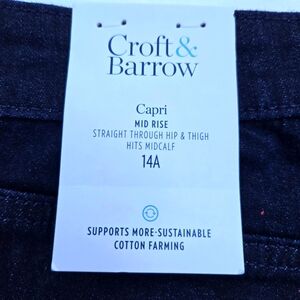 Croft&
Barrow
Capri
MID RISE
STRAIGHT THROUGH HIP & THIGH
HITS MIDCALF
14A
SUPPORTS MORE-SUSTAINABLE
COTTON FARMING